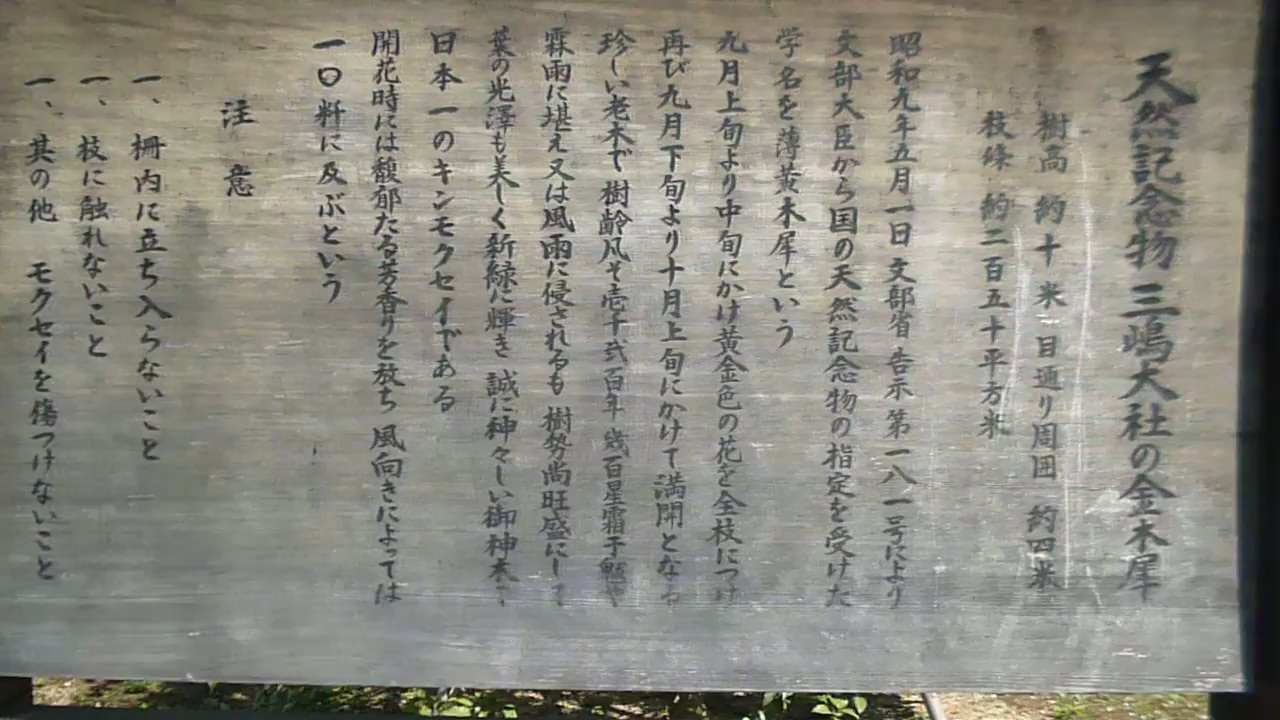 天然記念物 三嶋大社の金木犀
樹高 約十米 目通り周囲 約四米
枝條 約二百五十平方米
昭和九年五月一日文部省告示第一八一号により
文部大臣から国の天然記念物の指定を受けた
学名を薄黄木犀という
九月上旬より中旬にかけ黄金色の花を全枝につけ
再び九月下旬より十月上旬にかけて満開となる
珍しい老木で樹齢凡そ壱千弐百年 幾百星霜
霖雨に堪え又は風雨に侵されるも 樹勢尚旺盛にして
葉の光澤も美しく新緑に輝き 誠に神々しい御神木で
日本一のキンモクセイである
開花時には馥郁たる芳香りを放ち 風向きによっては
一〇粁に及ぶという
注意
一、柵内に立ち入らないこと
一、枝に触れないこと
一、其の他 モクセイを傷つけないこと